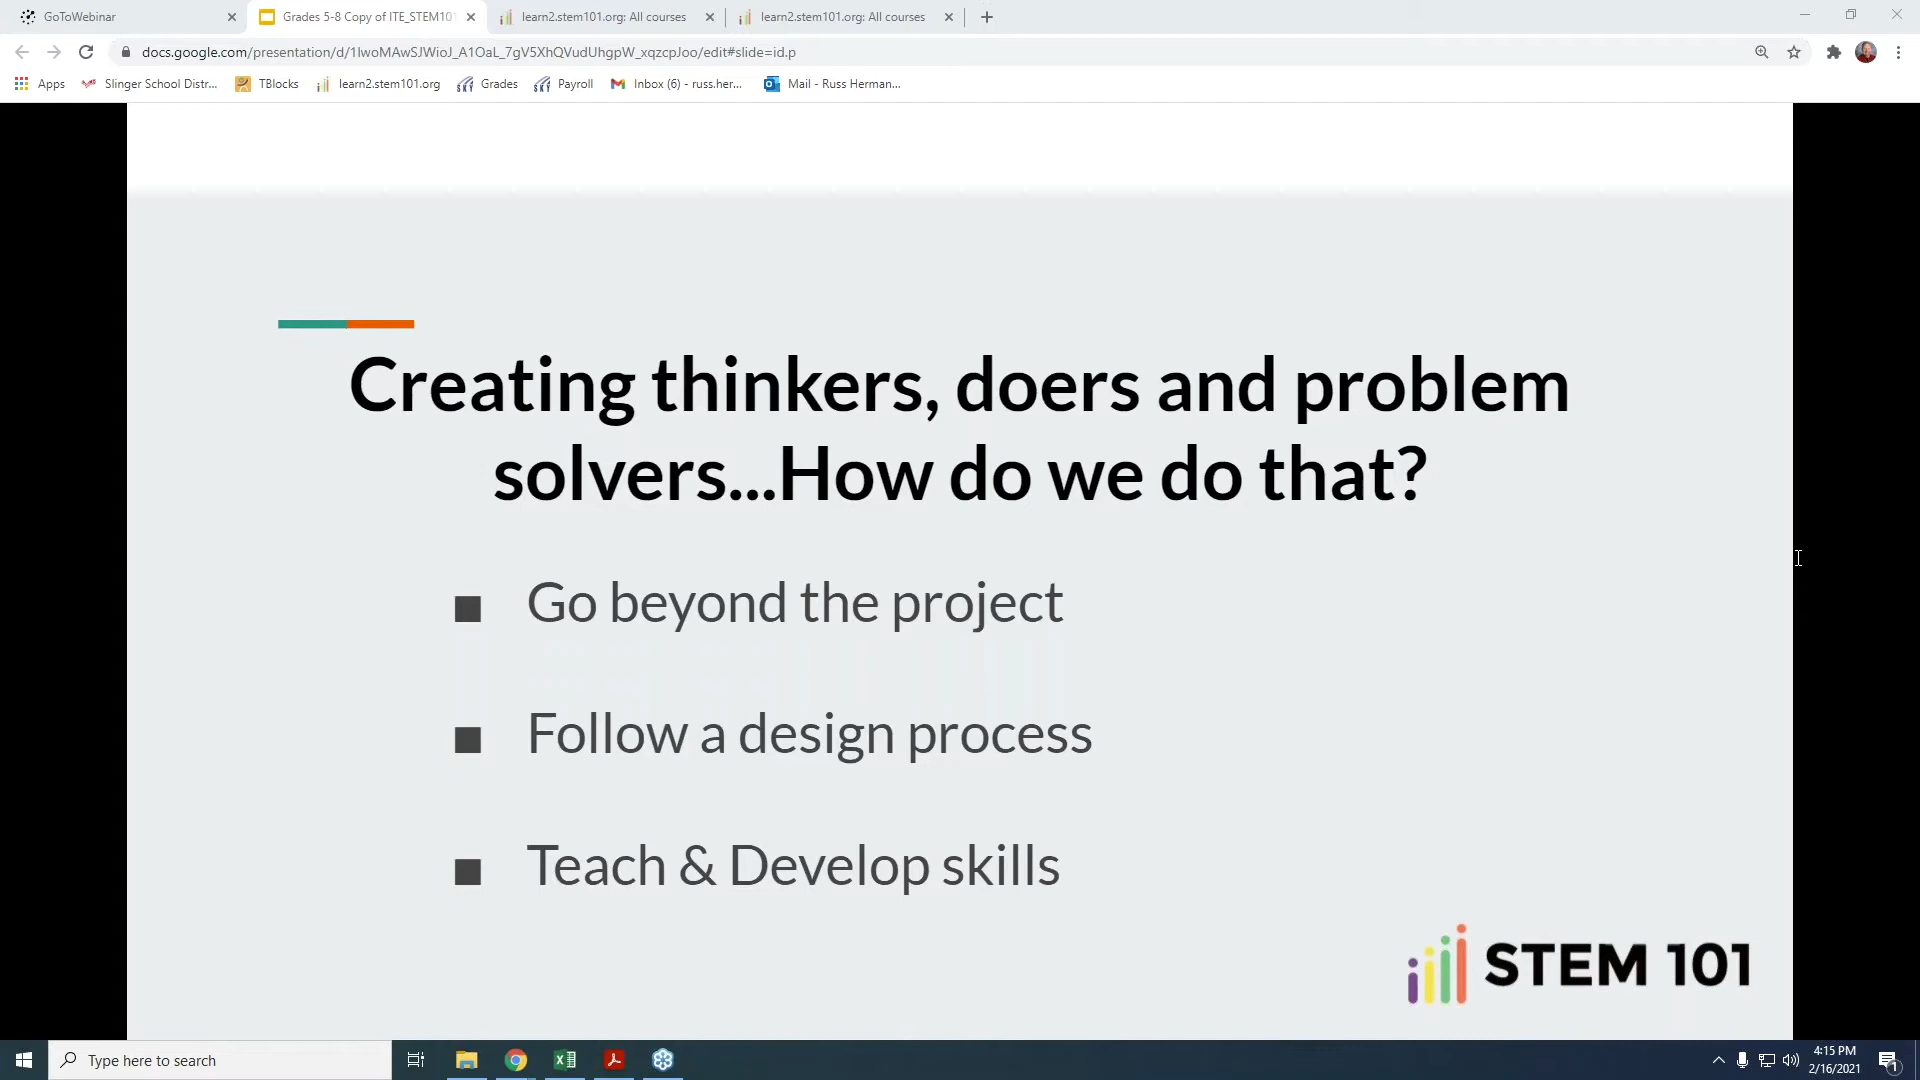 GoToWebinar
Grades 5-8 Copy of ITE_STEM101
learn2.stem101.org: All courses
learn2.stem101.org: All courses
docs.google.com/presentation/d/1IwoMAwSJWioJ_A1OaL_7gV5XhQVudUhgpW_xqzcpJoo/edit#slide=id.p
Apps
Slinger School Distr...
TBlocks
learn2.stem101.org
Grades
Payroll
Inbox (6) - russ.her...
Mail - Russ Herman...
Creating thinkers, doers and problem
solvers...How do we do that?
■ Go beyond the project
■ Follow a design process
■ Teach & Develop skills
STEM 101
Type here to search
4:15 PM
2/16/2021
1